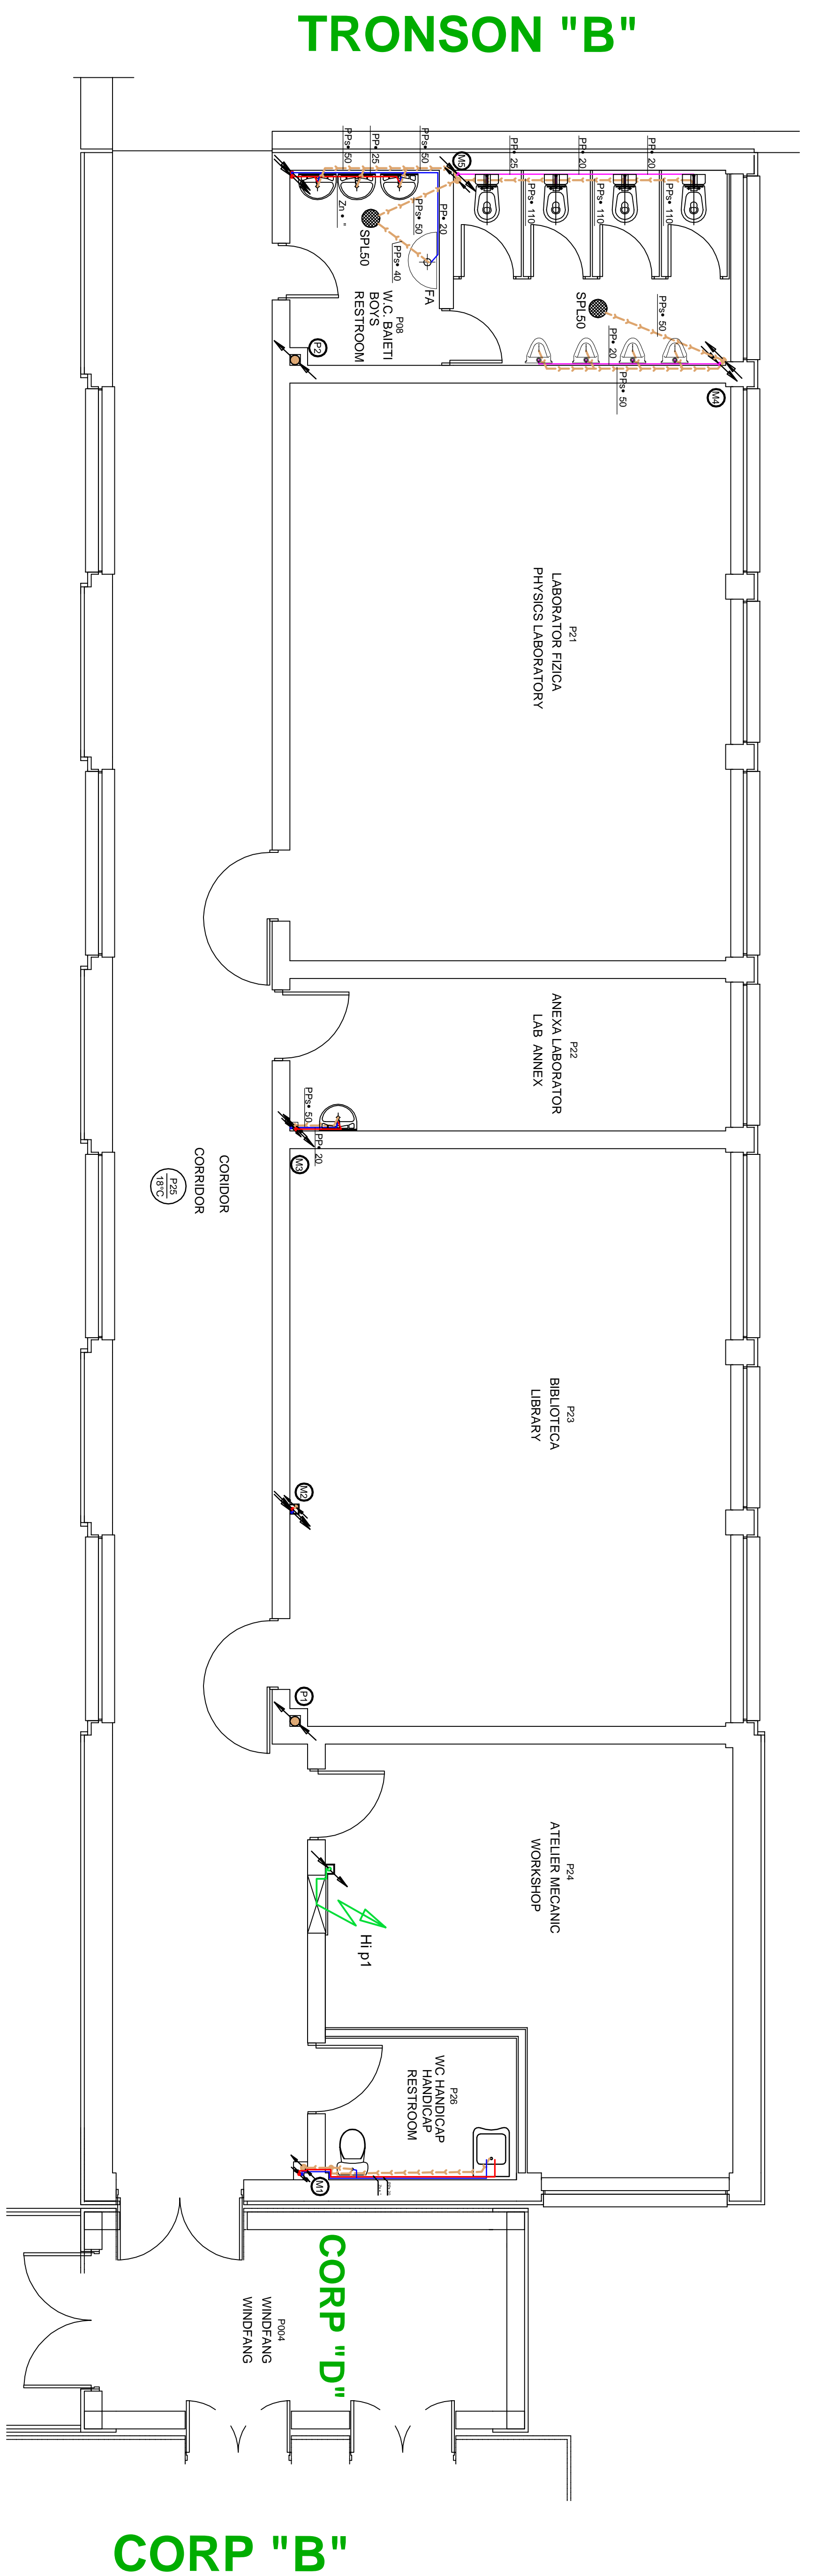 TRONSON "B"
PPs• 50
PP• 25
PPs• 50
M5
PP• 25
PP• 20
PP• 20
PPs• 110
PPs• 110
PPs• 110
Zn • "
SPL50
PPs• 50
PP• 20
PPs• 40
FA
P08
W.C. BAIETI
BOYS
RESTROOM
SPL50
PPs• 50
PP• 20
PPs• 50
P2
M4
P21
LABORATOR FIZICA
PHYSICS LABORATORY
P22
ANEXA LABORATOR
LAB ANNEX
PPs• 50
PP• 20
M3
CORIDOR
CORRIDOR
P25
18°C
P23
BIBLIOTECA
LIBRARY
M2
P1
P24
ATELIER MECANIC
WORKSHOP
Hi p1
P26
WC HANDICAP
HANDICAP
RESTROOM
M1
CORP "D"
P004
WINDFANG
WINDFANG
CORP "B"